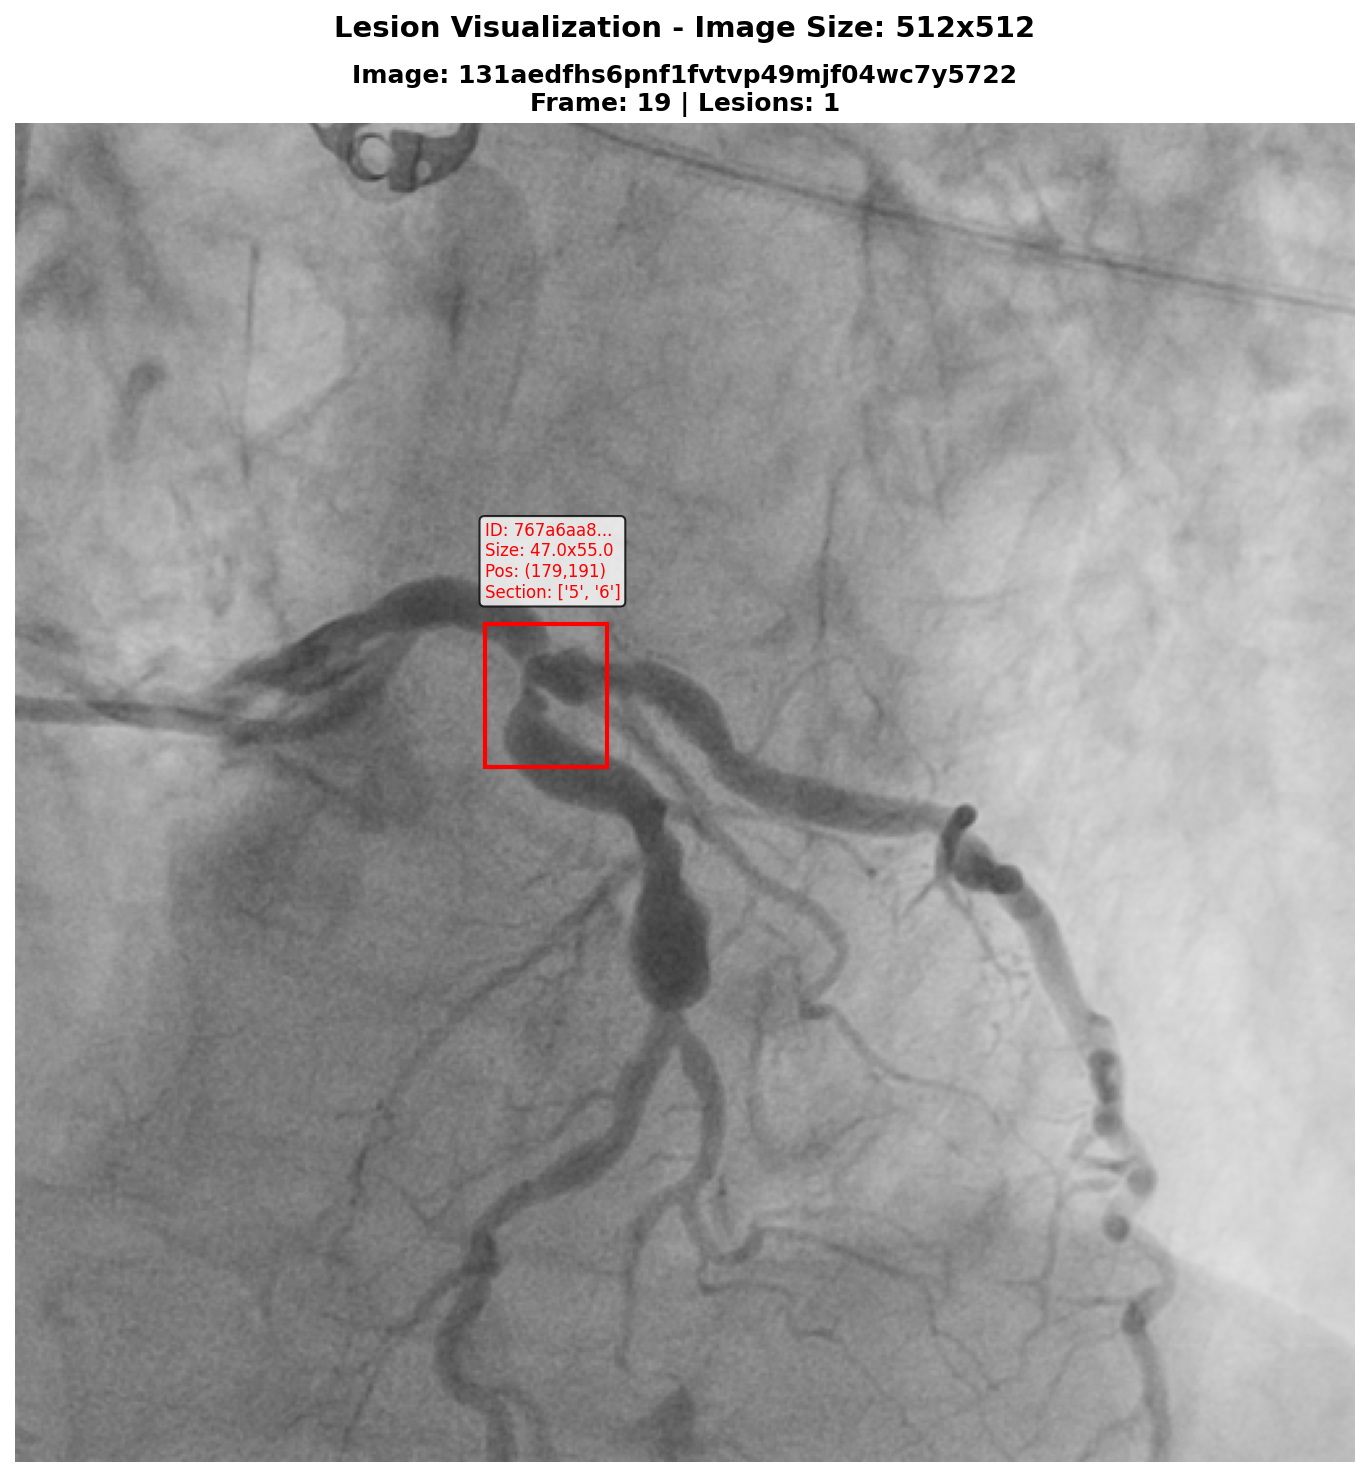 Lesion Visualization - Image Size: 512x512
Image: 131aedfhs6pnf1fvtvp49mjf04wc7y5722
Frame: 19 | Lesions: 1
ID: 767a6aa8...
Size: 47.0x55.0
Pos: (179,191)
Section: ['5', '6']